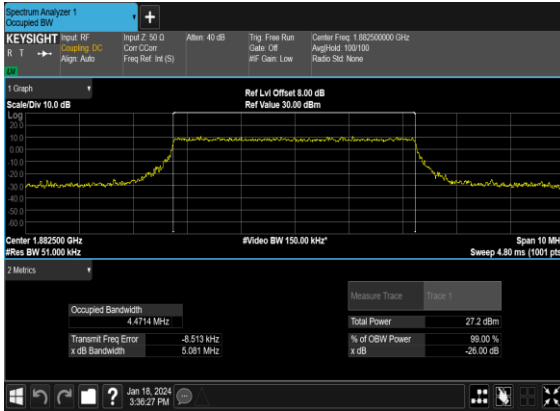 Spectrum Analyzer 1
Occupied BW
+
KEYSIGHT
R T
Input: RF
Coupling: DC
Align: Auto
Input Z: 50 Ω
Corr CCorr
Freq Ref: Int (S)
Atten: 40 dB
Trig: Free Run
Gate: Off
#IF Gain: Low
Center Freq: 1.882500000 GHz
Avg|Hold: 100/100
Radio Std: None
1 Graph
Scale/Div 10.0 dB
Ref Lvl Offset 8.00 dB
Ref Value 30.00 dBm
Log
20.0
10.0
0.00
-10.0
-20.0
-30.0
-40.0
-50.0
-60.0
Center 1.882500 GHz
#Res BW 51.000 kHz
#Video BW 150.00 kHz*
Span 10 MH
Sweep 4.80 ms (1001 pts
2 Metrics
Measure Trace
Trace 1
Occupied Bandwidth
4.4714 MHz
Total Power
27.2 dBm
Transmit Freq Error
-8.513 kHz
% of OBW Power
99.00 %
x dB Bandwidth
5.081 MHz
x dB
-26.00 dB
?
Jan 18, 2024
3:36:27 PM